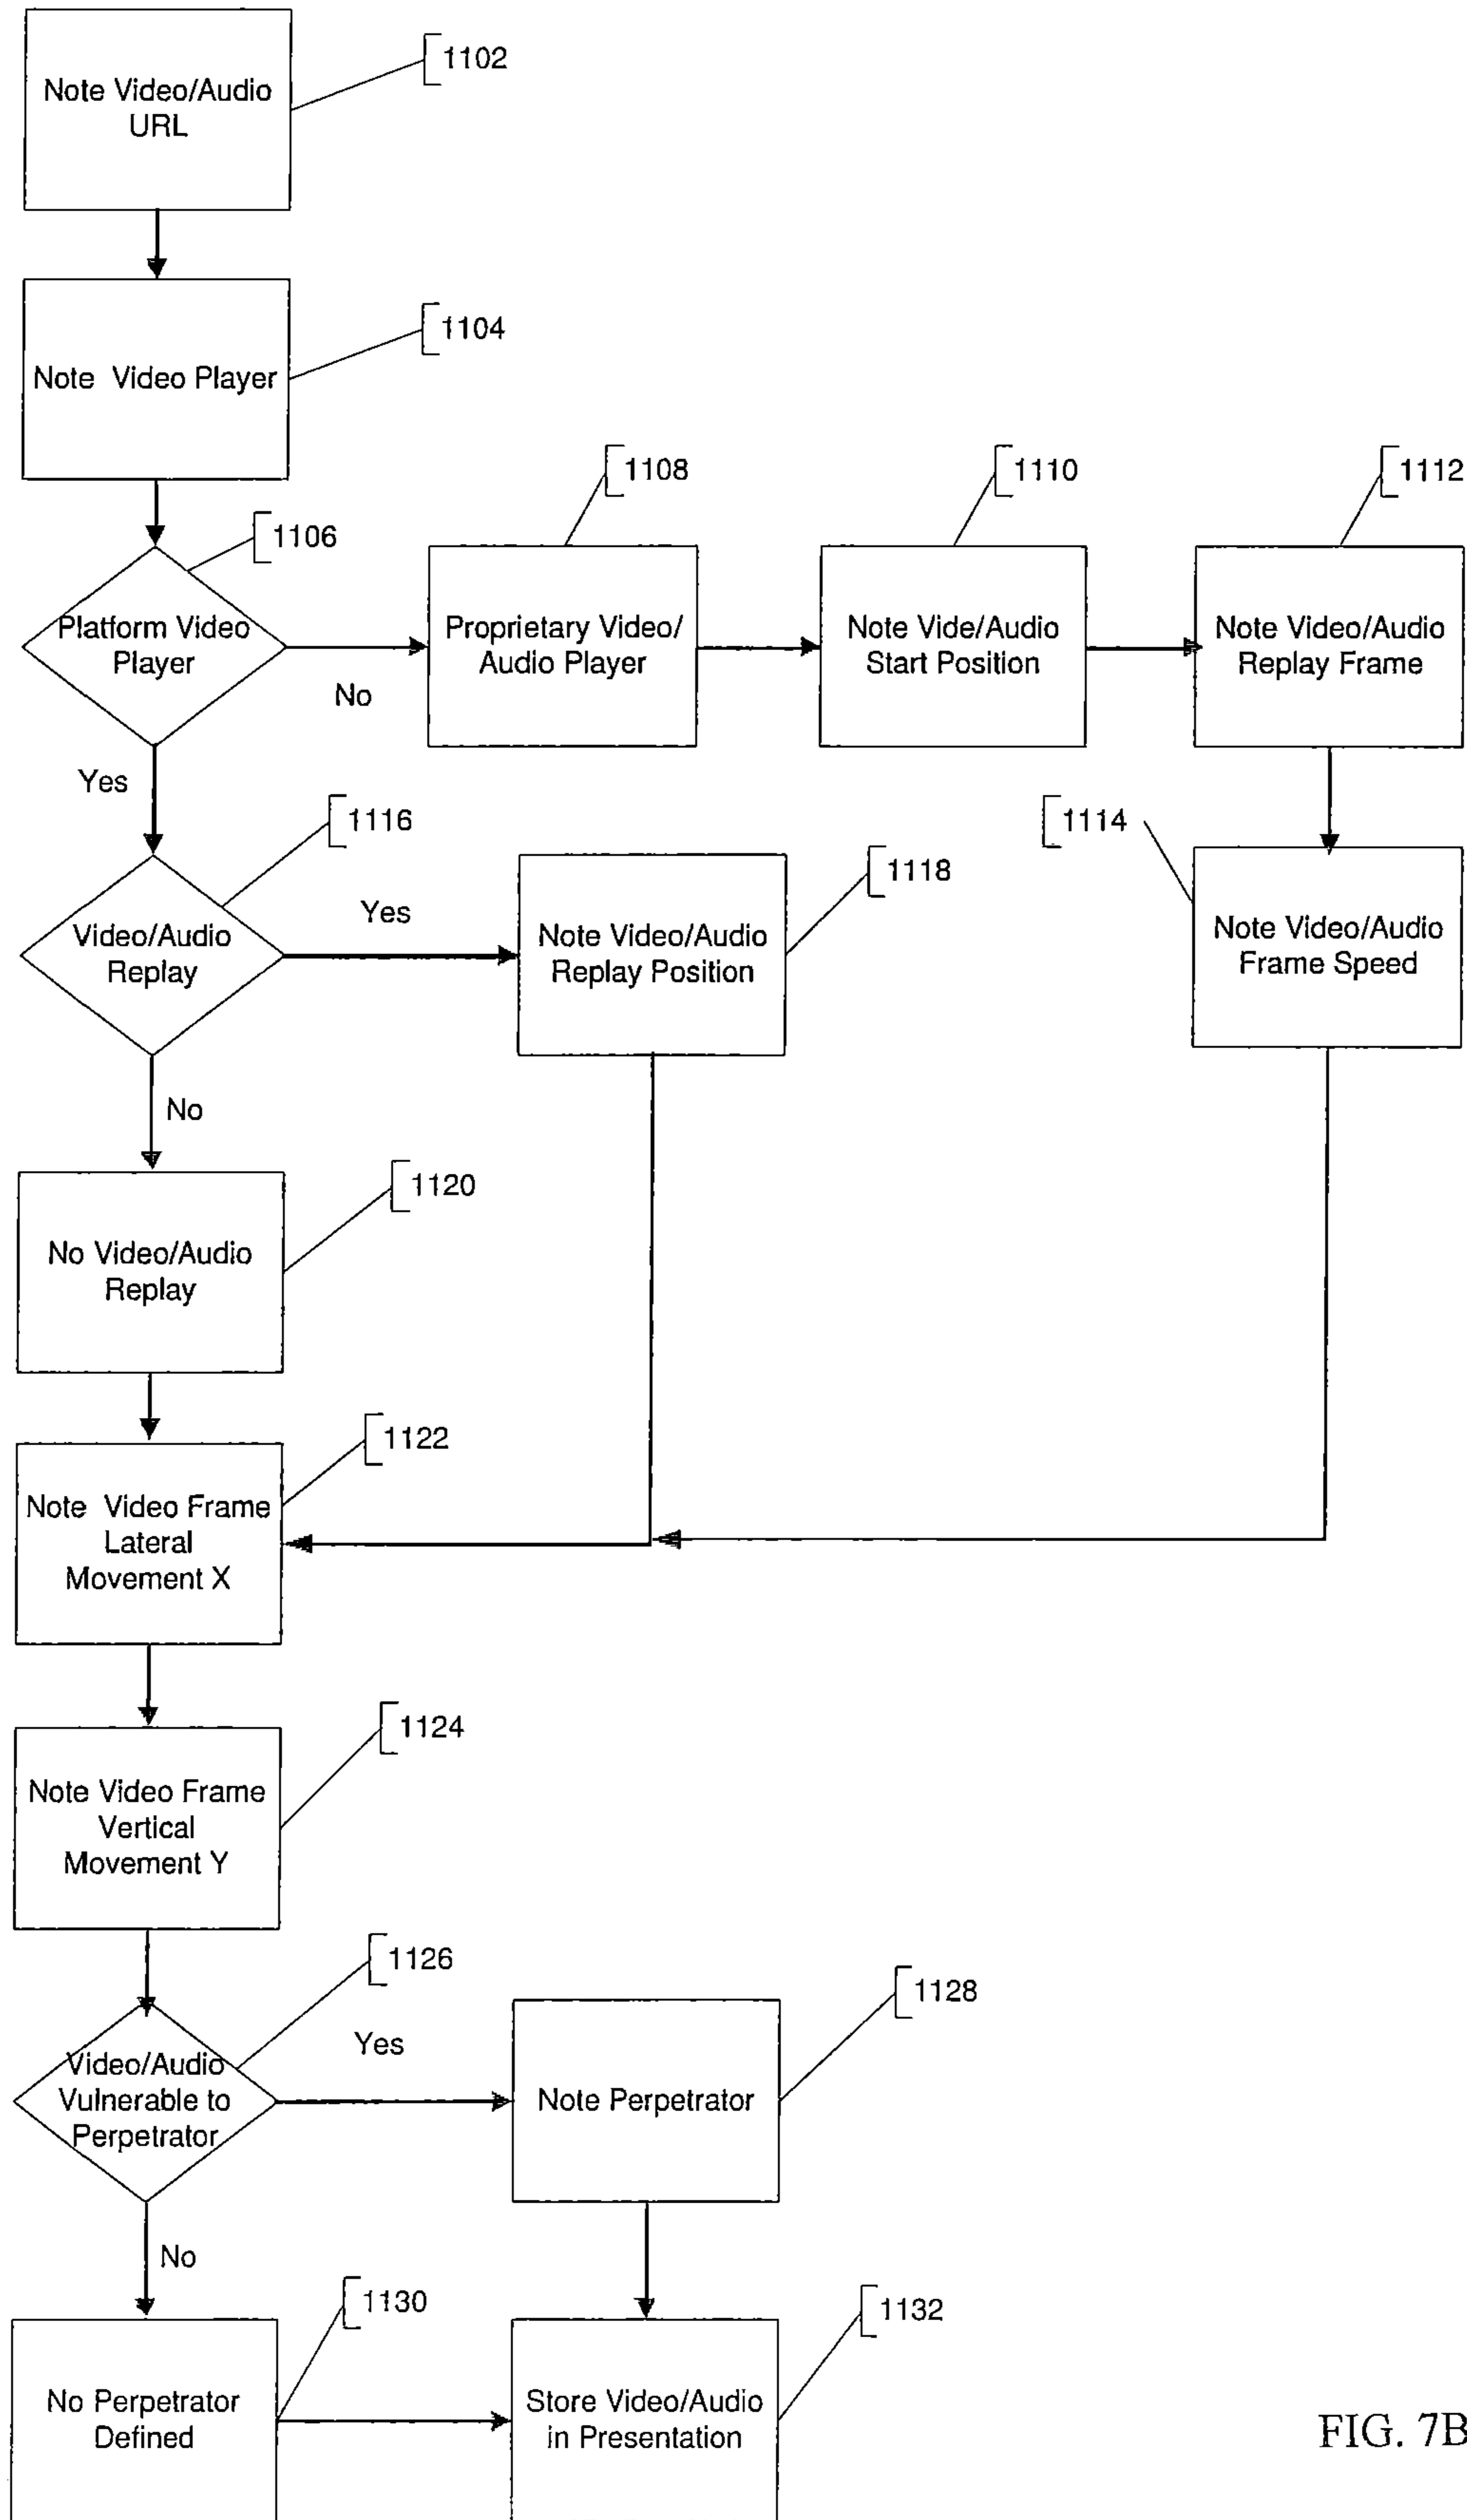 Note Video/Audio
URL
1102
Note  Video Player
1104
Platform Video
Player
1106
No
Yes
Proprietary Video/
Audio Player
1108
Note Vide/Audio
Start Position
1110
Note Video/Audio
Replay Frame
1112
Note Video/Audio
Frame Speed
1114
Video/Audio
Replay
1116
Yes
No
Note Video/Audio
Replay Position
1118
No Video/Audio
Replay
1120
Note  Video Frame
Lateral
Movement X
1122
Note Video Frame
Vertical
Movement Y
1124
Video/Audio
Vulnerable to
Perpetrator
1126
Yes
No
Note Perpetrator
1128
No Perpetrator
Defined
1130
Store Video/Audio
in Presentation
1132
FIG. 7B